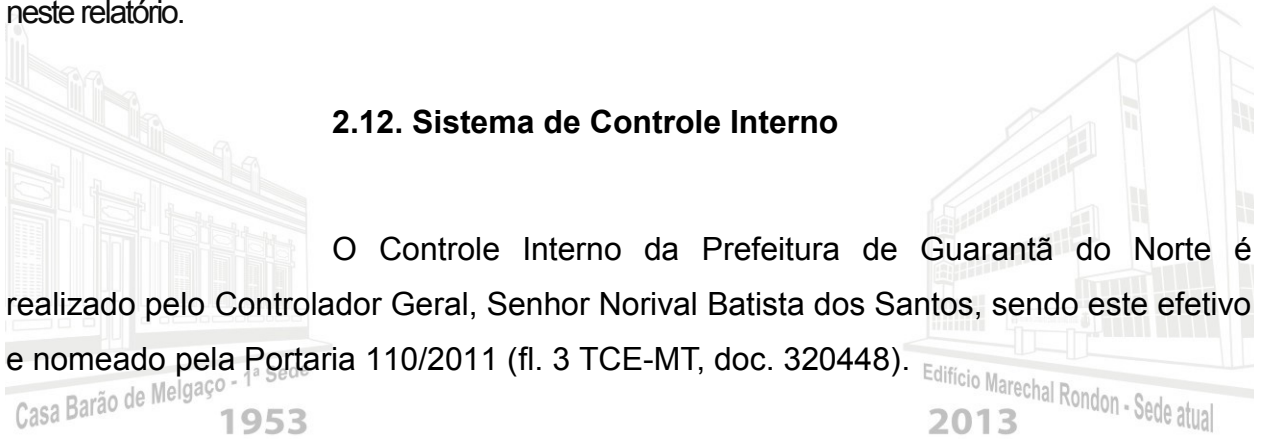 neste relatório.
2.12. Sistema de Controle Interno
O Controle Interno da Prefeitura de Guarantã do Norte é
realizado pelo Controlador Geral, Senhor Norival Batista dos Santos, sendo este efetivo
e nomeado pela Portaria 110/2011 (fl. 3 TCE-MT, doc. 320448).
Casa Barão de Melgaço - 1ª Sede
1953
Edifício Marechal Rondon - Sede atual
2013